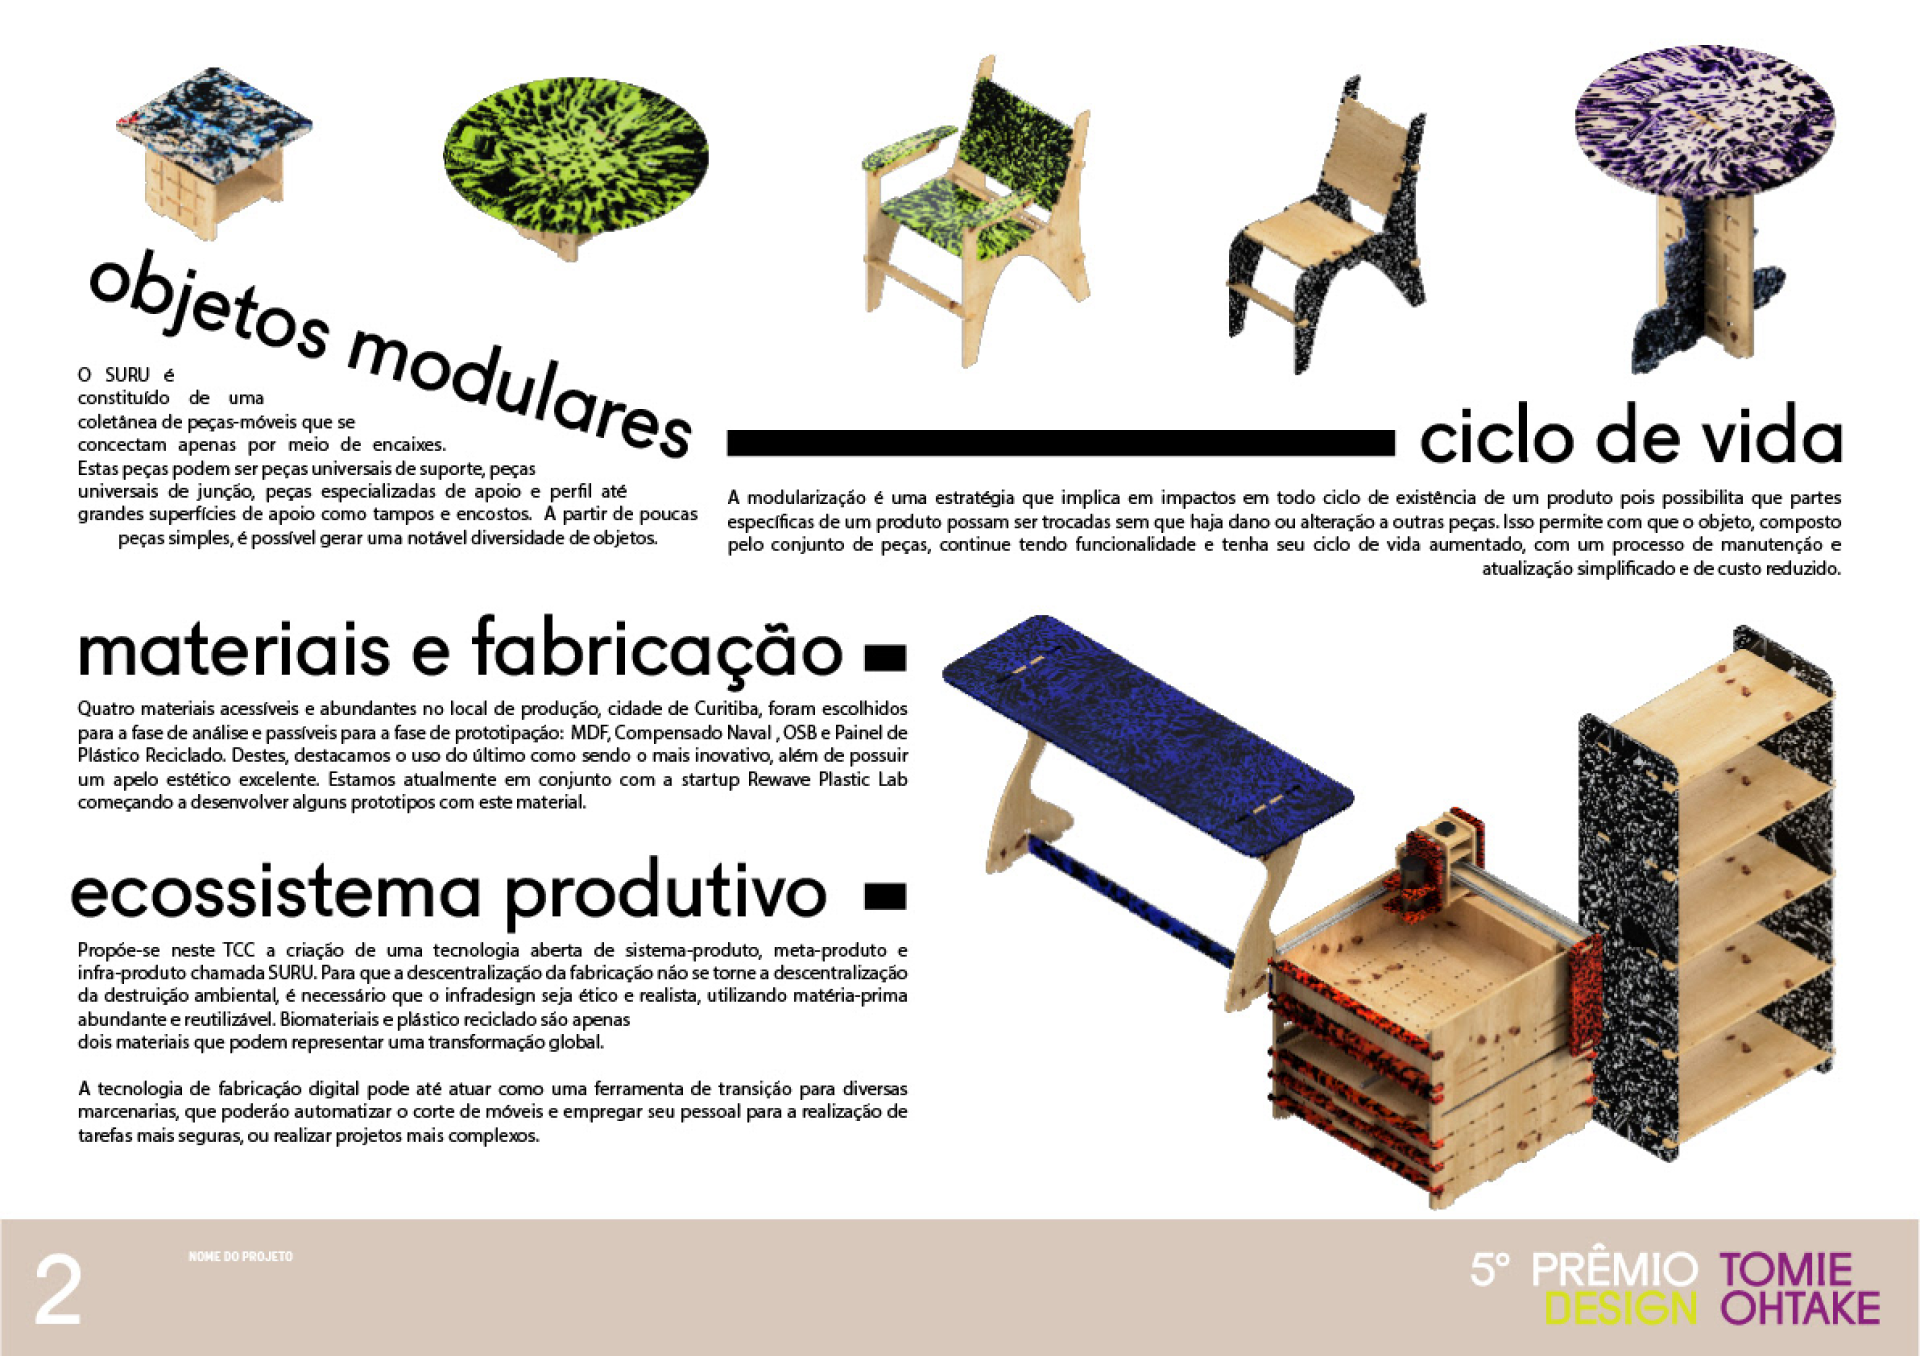 objetos modulares
O SURU é
constituído de uma
coletânea de peças-móveis que se
concectam apenas por meio de encaixes.
Estas peças podem ser peças universais de suporte, peças
universais de junção, peças especializadas de apoio e perfil até
grandes superfícies de apoio como tampos e encostos. A partir de poucas
peças simples, é possível gerar uma notável diversidade de objetos.
ciclo de vida
A modularização é uma estratégia que implica em impactos em todo ciclo de existência de um produto pois possibilita que partes
específicas de um produto possam ser trocadas sem que haja dano ou alteração a outras peças. Isso permite com que o objeto, composto
pelo conjunto de peças, continue tendo funcionalidade e tenha seu ciclo de vida aumentado, com um processo de manutenção e
atualização simplificado e de custo reduzido.
materiais e fabricação
Quatro materiais acessíveis e abundantes no local de produção, cidade de Curitiba, foram escolhidos
para a fase de análise e passíveis para a fase de prototipação: MDF, Compensado Naval , OSB e Painel de
Plástico Reciclado. Destes, destacamos o uso do último como sendo o mais inovativo, além de possuir
um apelo estético excelente. Estamos atualmente em conjunto com a startup Rewave Plastic Lab
começando a desenvolver alguns prototipos com este material.
ecossistema produtivo
Propõe-se neste TCC a criação de uma tecnologia aberta de sistema-produto, meta-produto e
infra-produto chamada SURU. Para que a descentralização da fabricação não se torne a descentralização
da destruição ambiental, é necessário que o infradesign seja ético e realista, utilizando matéria-prima
abundante e reutilizável. Biomateriais e plástico reciclado são apenas
dois materiais que podem representar uma transformação global.
A tecnologia de fabricação digital pode até atuar como uma ferramenta de transição para diversas
marcenarias, que poderão automatizar o corte de móveis e empregar seu pessoal para a realização de
tarefas mais seguras, ou realizar projetos mais complexos.
2
NOME DO PROJETO
5º PRÊMIO TOMIE
DESIGN OHTAKE